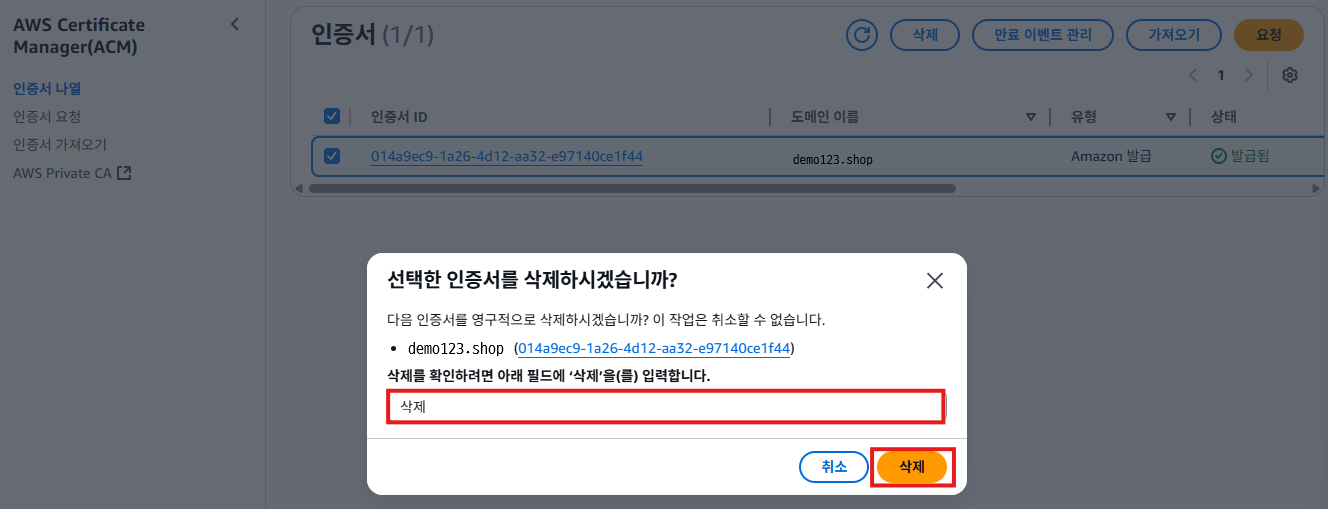 AWS Certificate
Manager(ACM)
인증서 나열
인증서 요청
인증서 가져오기
AWS Private CA
인증서 (1/1)
삭제
만료 이벤트 관리
가져오기
요청
1
인증서 ID
도메인 이름
유형
상태
014a9ec9-1a26-4d12-aa32-e97140ce1f44
demo123.shop
Amazon 발급
발급됨
선택한 인증서를 삭제하시겠습니까?
다음 인증서를 영구적으로 삭제하시겠습니까? 이 작업은 취소할 수 없습니다.
• demo123.shop (014a9ec9-1a26-4d12-aa32-e97140ce1f44)
삭제를 확인하려면 아래 필드에 ‘삭제’을(를) 입력합니다.
삭제
취소
삭제